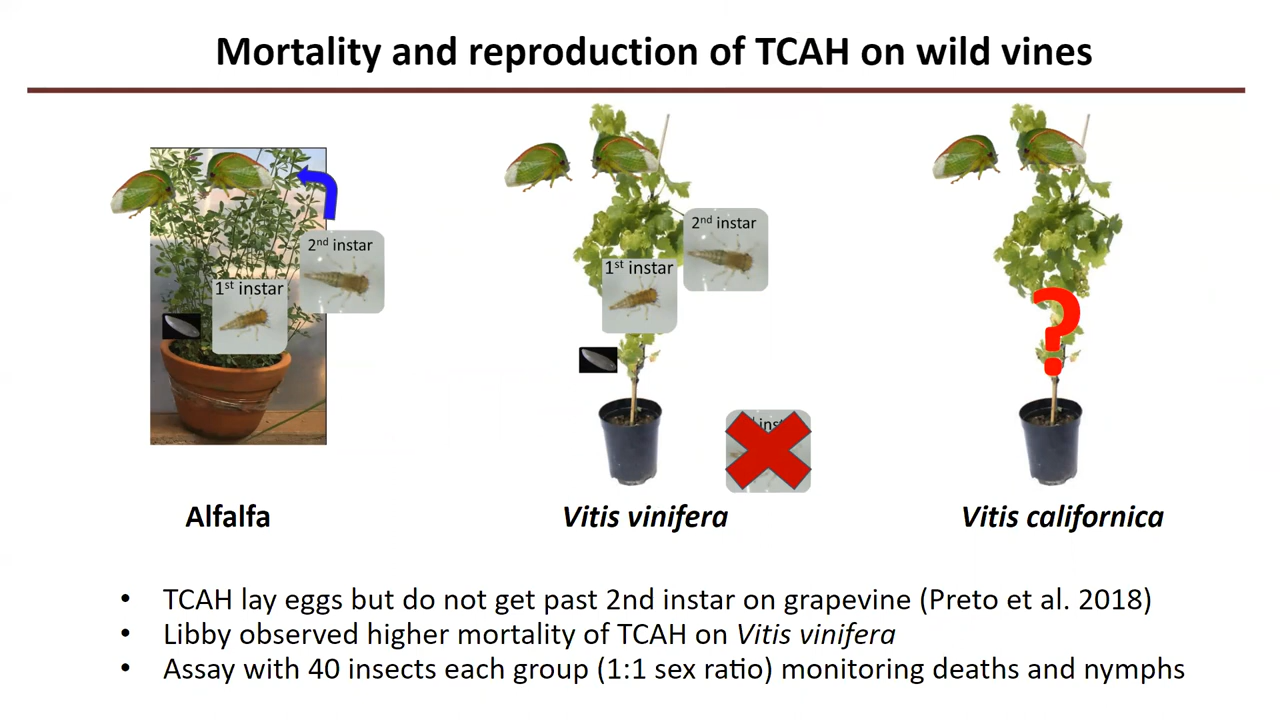 Mortality and reproduction of TCAH on wild vines
2nd instar
1st instar
2nd instar
1st instar
Alfalfa
Vitis vinifera
Vitis californica
• TCAH lay eggs but do not get past 2nd instar on grapevine (Preto et al. 2018)
• Libby observed higher mortality of TCAH on Vitis vinifera
• Assay with 40 insects each group (1:1 sex ratio) monitoring deaths and nymphs